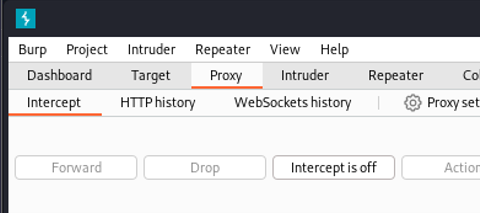 Burp Project Intruder Repeater View Help
Dashboard Target Proxy Intruder Repeater
Intercept HTTP history WebSockets history Proxy set
Forward Drop Intercept is off Action